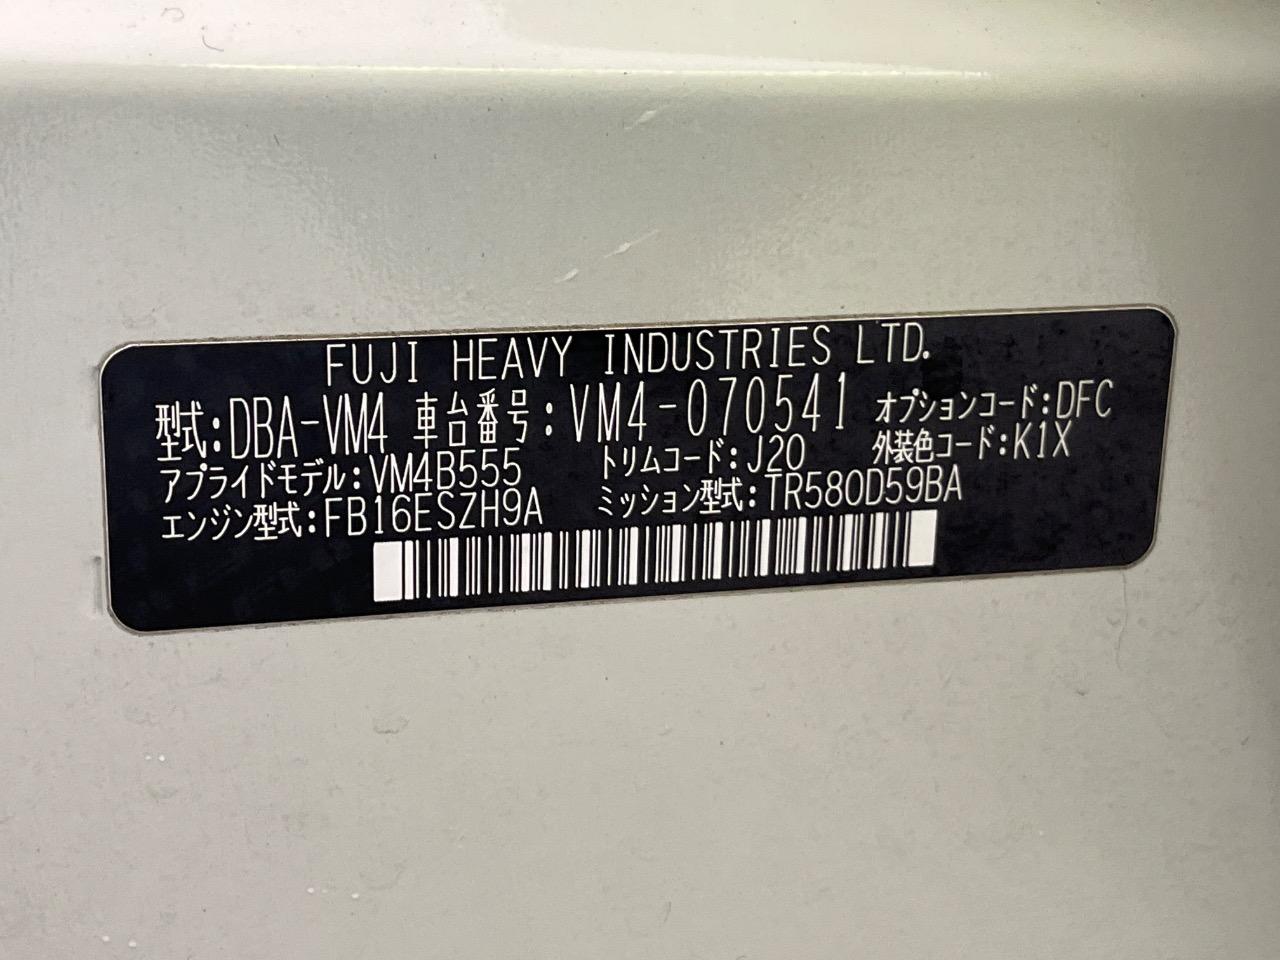 FUJI HEAVY INDUSTRIES LTD.
型式:DBA-VM4 車台番号:VM4-070541 オプションコード:DFC
アプライドモデル:VM4B555 トリムコード:J20 外装色コード:K1X
エンジン型式:FB16ESZH9A ミッション型式:TR580D59BA